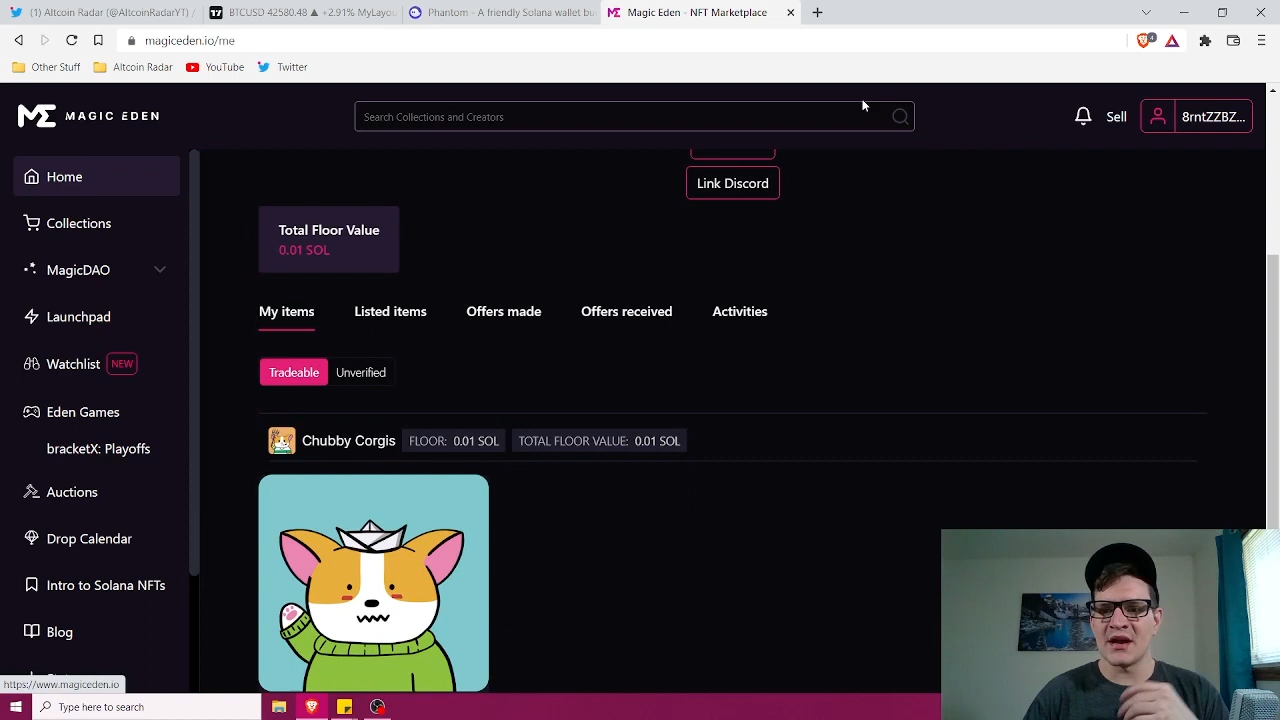 (1) Altcoin Radar (@AltcoinRadarYT)
BTCUSD 42580.48 ▲ +2.91% MyLayou
Phantom - A friendly Solana wallet bu
Magic Eden - NFT Marketplace
magiceden.io/me
4
Other Stuff
Altcoin Radar
YouTube
Twitter
MAGIC EDEN
Search Collections and Creators
Sell
8rntZZBZ...
Home
Collections
MagicDAO
Launchpad
Watchlist NEW
Eden Games
bracketX: Playoffs
Auctions
Drop Calendar
Intro to Solana NFTs
Blog
Link Discord
Total Floor Value
0.01 SOL
My items
Listed items
Offers made
Offers received
Activities
Tradeable
Unverified
Chubby Corgis
FLOOR: 0.01 SOL
TOTAL FLOOR VALUE: 0.01 SOL
https://www.magiceden.io
Type here to search